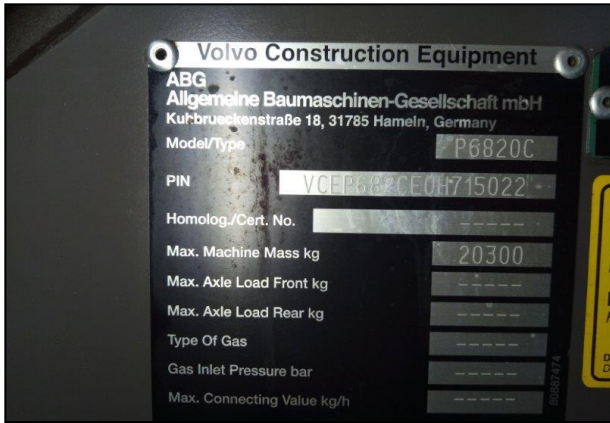 Volvo Construction Equipment
ABG
Allgemeine Baumaschinen-Gesellschaft mbH
Kuhbrueckenstraße 18, 31785 Hameln, Germany
Model/Type P6820C
PIN VCEP682CE0H715022
Homolog./Cert. No. -----
Max. Machine Mass kg 20300
Max. Axle Load Front kg -----
Max. Axle Load Rear kg -----
Type Of Gas -----
Gas Inlet Pressure bar -----
Max. Connecting Value kg/h -----
80887474